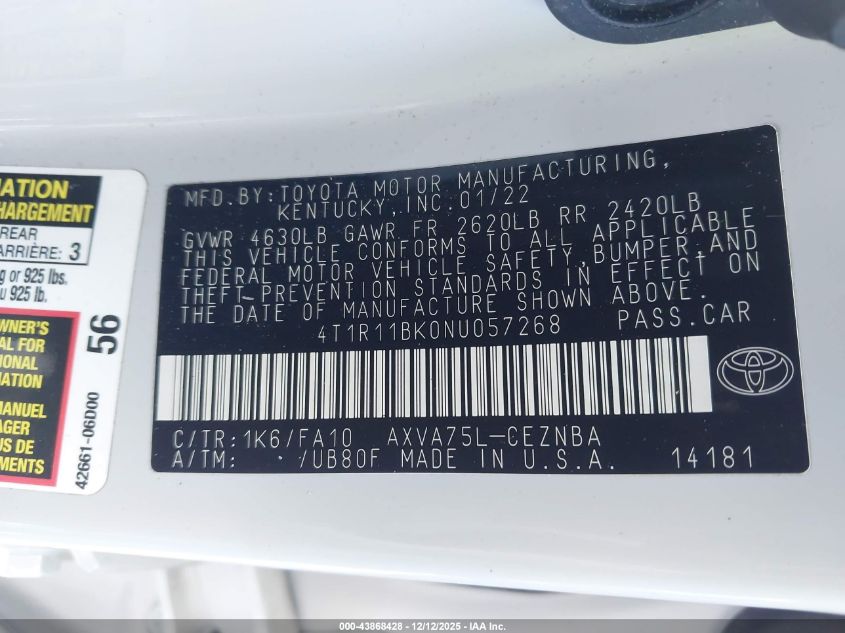 MATION
CHARGEMENT
REAR
ARRIÈRE: 3
g or 925 lbs.
u 925 lb.
OWNER'S
AL FOR
IONAL
MATION
MANUEL
AGER
US DE
EMENTS
56
42661-06D00
MFD.BY:TOYOTA MOTOR MANUFACTURING,
KENTUCKY,INC.01/22
GVWR 4630LB GAWR FR 2620LB RR 2420LB
THIS VEHICLE CONFORMS TO ALL APPLICABLE
FEDERAL MOTOR VEHICLE SAFETY,BUMPER,AND
THEFT-PREVENTION STANDARDS IN EFFECT ON
THE DATE OF MANUFACTURE SHOWN ABOVE.
4T1R11BK0NU057268 PASS.CAR
C/TR:1K6/FA10 AXVA75L-CEZNBA
A/TM: /UB80F MADE IN U.S.A. 14181
000-43868428 - 12/12/2025 - IAA Inc.